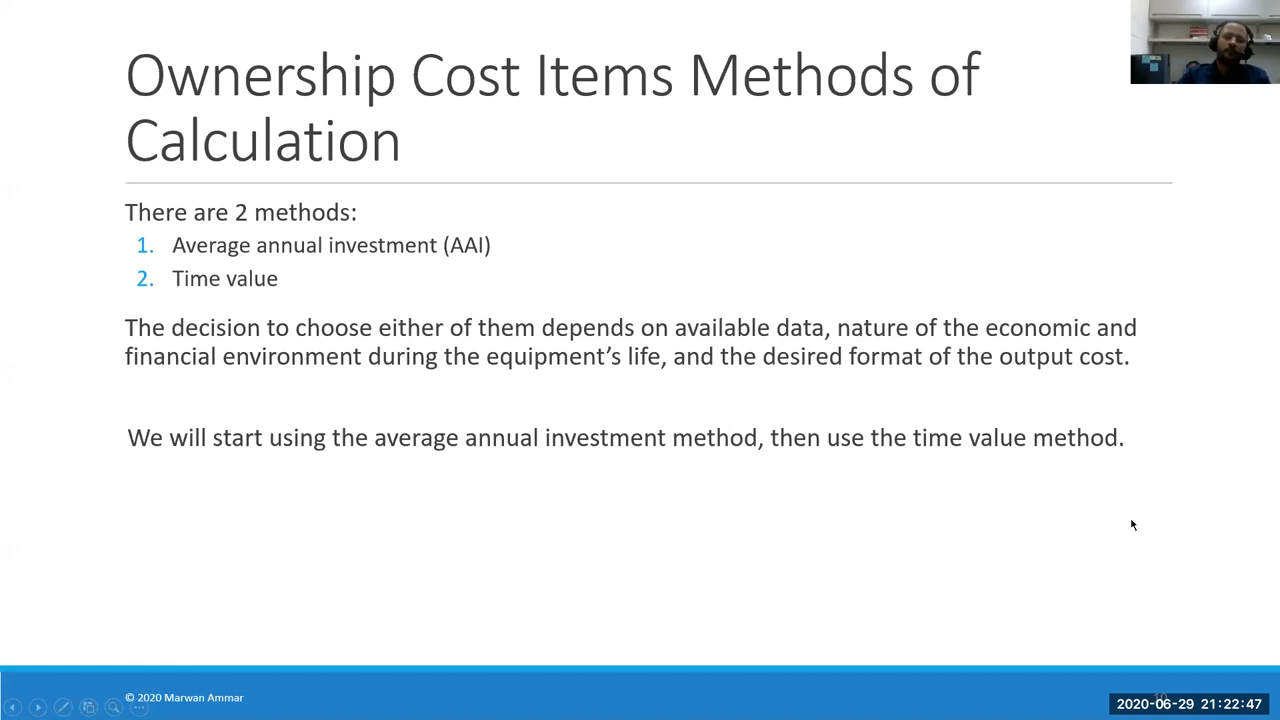 Ownership Cost Items Methods of
Calculation
There are 2 methods:
1. Average annual investment (AAI)
2. Time value
The decision to choose either of them depends on available data, nature of the economic and
financial environment during the equipment’s life, and the desired format of the output cost.
We will start using the average annual investment method, then use the time value method.
© 2020 Marwan Ammar
2020-06-29 21:22:47